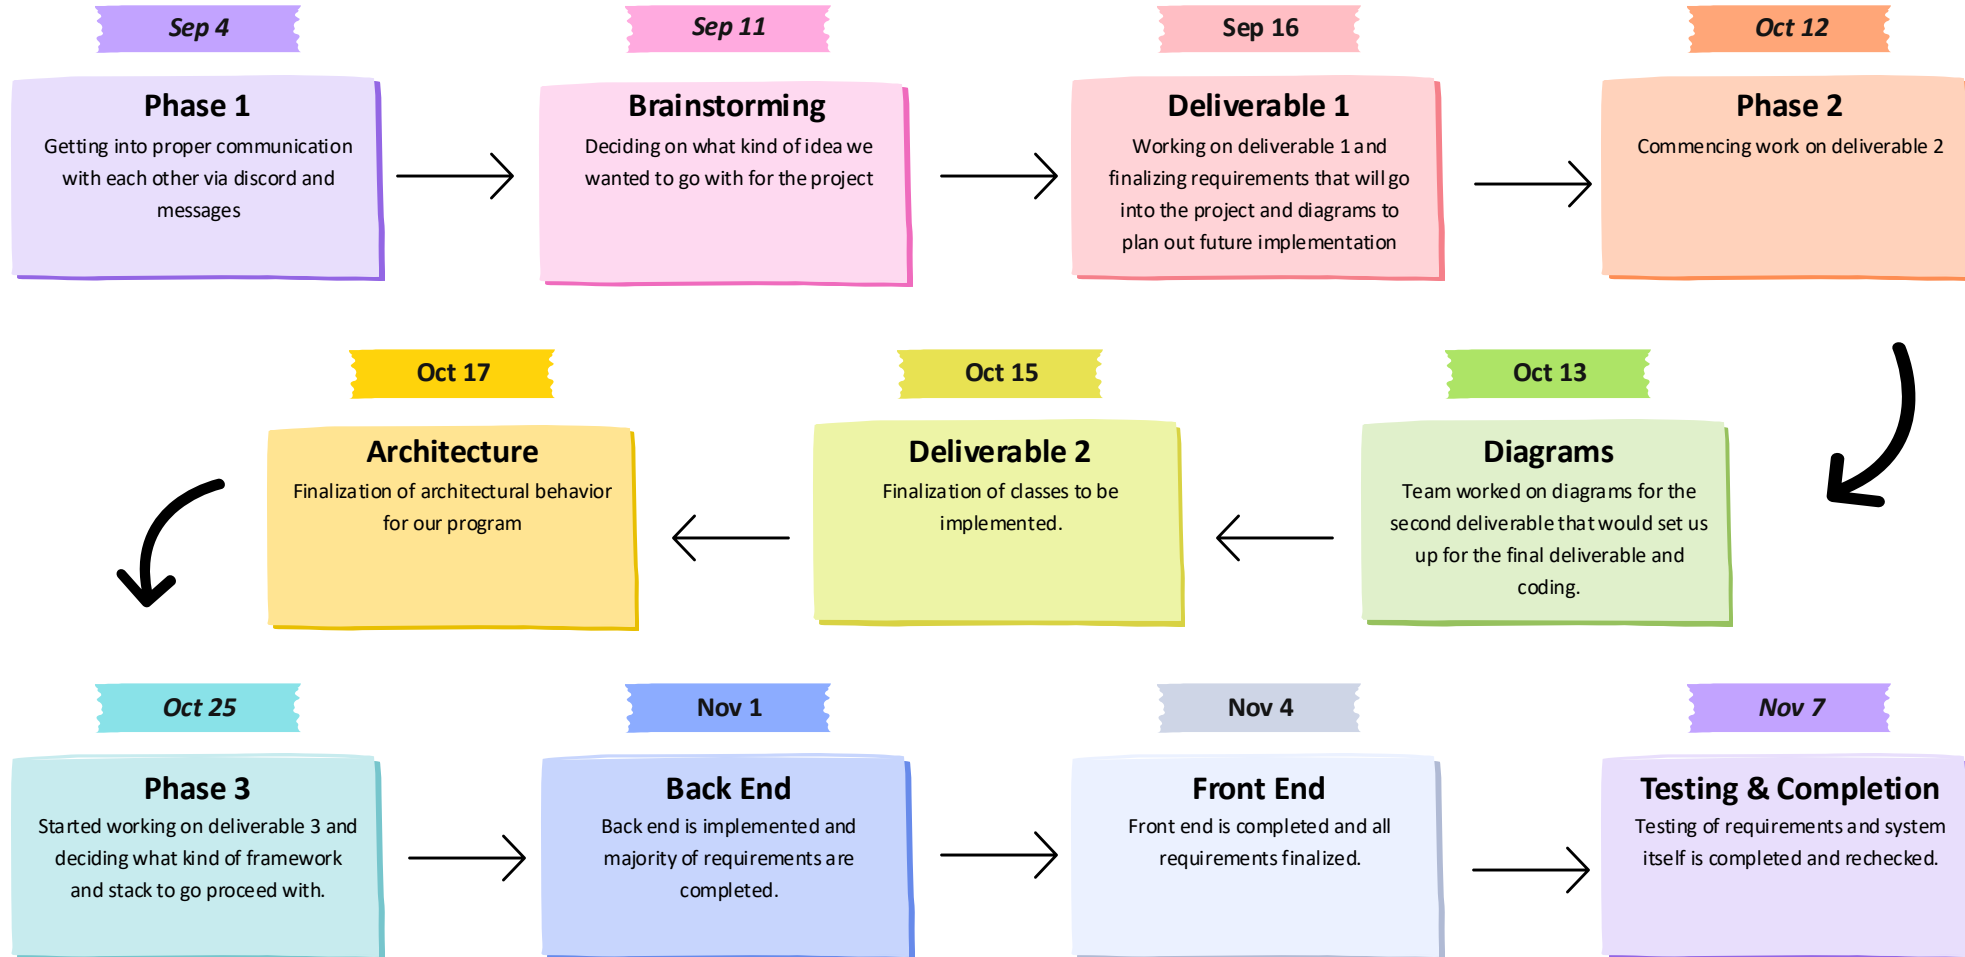 Sep 4
Phase 1
Getting into proper communication
with each other via discord and
messages
Sep 11
Brainstorming
Deciding on what kind of idea we
wanted to go with for the project
Sep 16
Deliverable 1
Working on deliverable 1 and
finalizing requirements that will go
into the project and diagrams to
plan out future implementation
Oct 12
Phase 2
Commencing work on deliverable 2
Oct 13
Diagrams
Team worked on diagrams for the
second deliverable that would set us
up for the final deliverable and
coding.
Oct 15
Deliverable 2
Finalization of classes to be
implemented.
Oct 17
Architecture
Finalization of architectural behavior
for our program
Oct 25
Phase 3
Started working on deliverable 3 and
deciding what kind of framework
and stack to go proceed with.
Nov 1
Back End
Back end is implemented and
majority of requirements are
completed.
Nov 4
Front End
Front end is completed and all
requirements finalized.
Nov 7
Testing & Completion
Testing of requirements and system
itself is completed and rechecked.